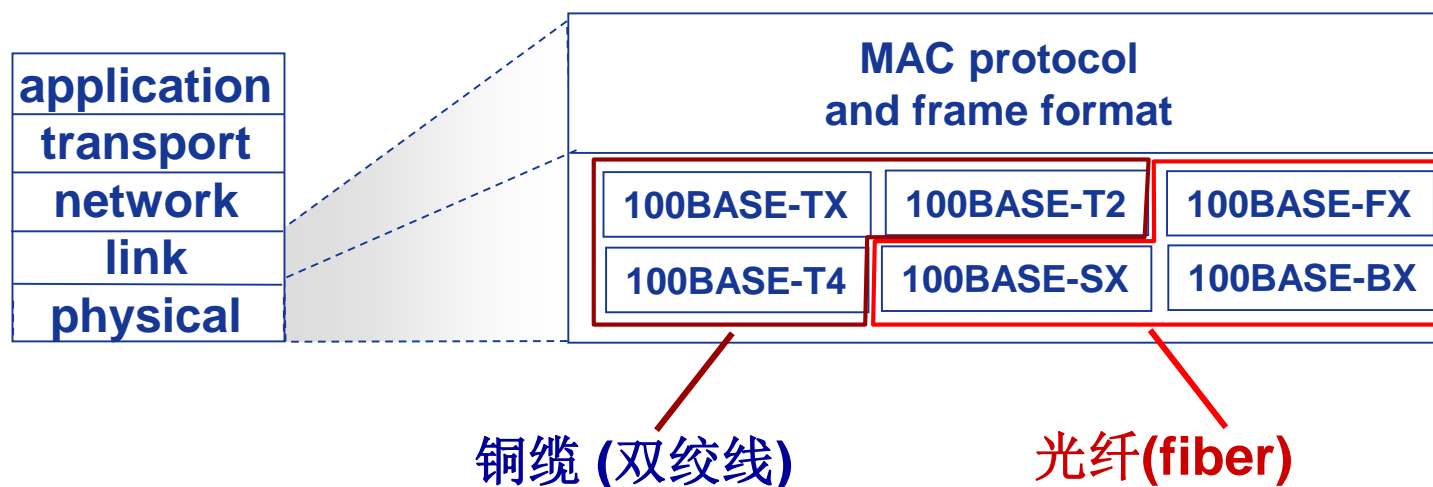 application
transport
network
link
physical
MAC protocol
and frame format
100BASE-TX
100BASE-T2
100BASE-FX
100BASE-T4
100BASE-SX
100BASE-BX
铜缆 (双绞线)
光纤(fiber)